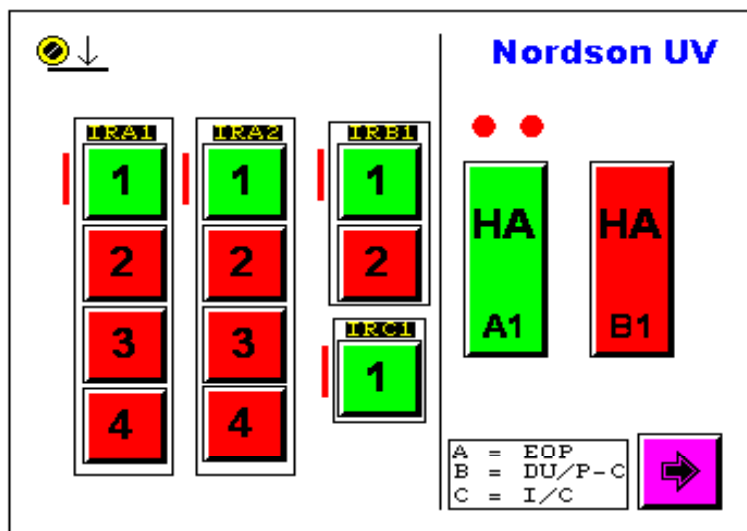 Nordson UV
IRA1
1
2
3
4
IRA2
1
2
3
4
IRB1
1
2
IRC1
1
HA
A1
HA
B1
A = EOP
B = DU/P-C
C = I/C